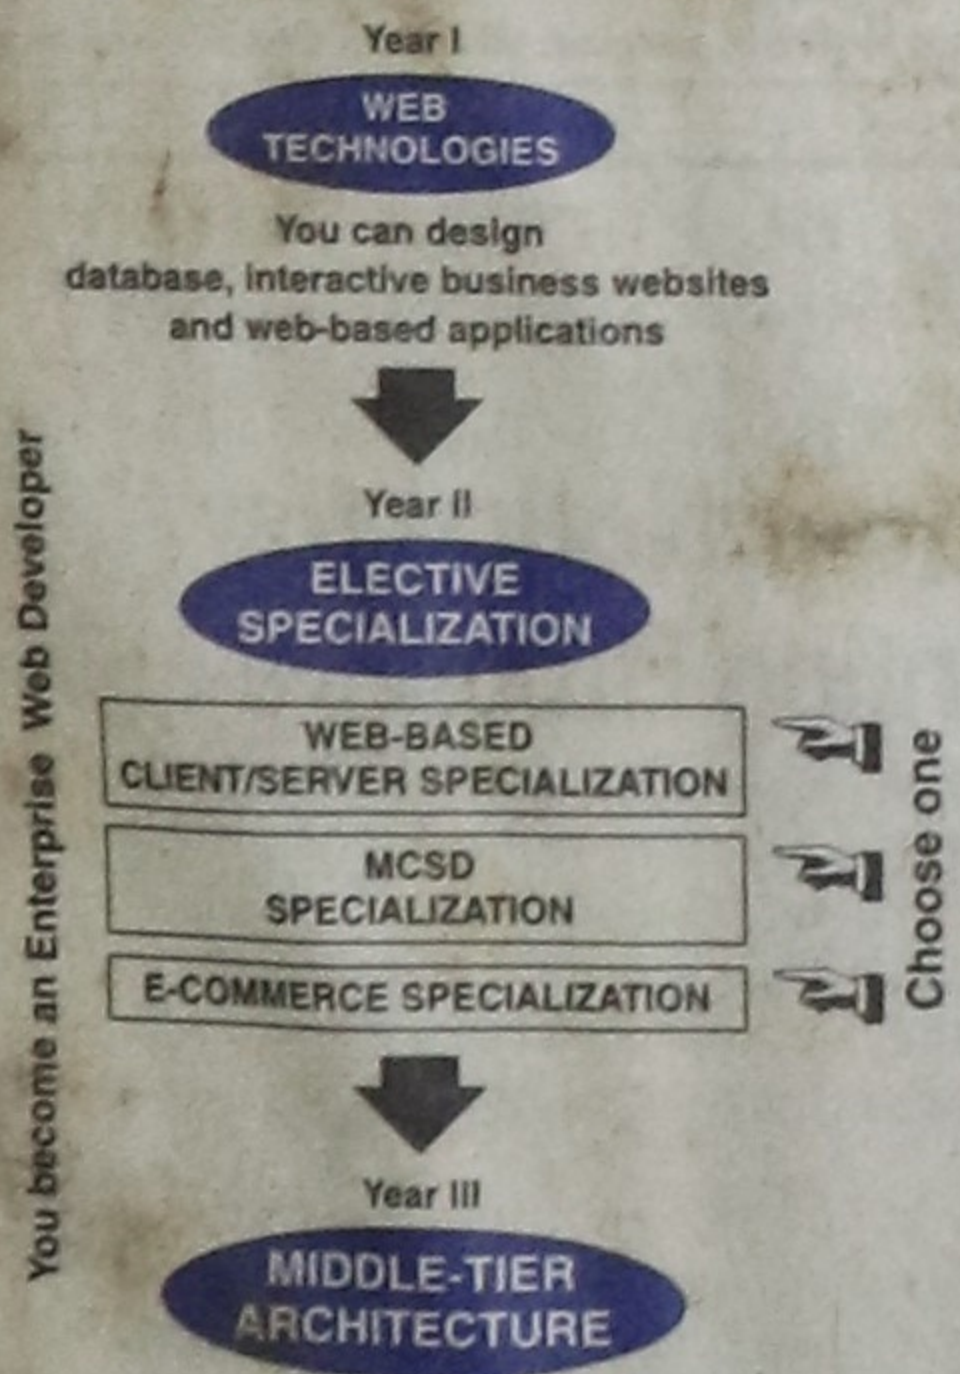 Year I
WEB
TECHNOLOGIES
You can design
database, interactive business websites
and web-based applications
Year II
ELECTIVE
SPECIALIZATION
WEB-BASED
CLIENT/SERVER SPECIALIZATION
MCSD
SPECIALIZATION
E-COMMERCE SPECIALIZATION
Choose one
Year III
MIDDLE-TIER
ARCHITECTURE
You become an Enterprise Web Developer